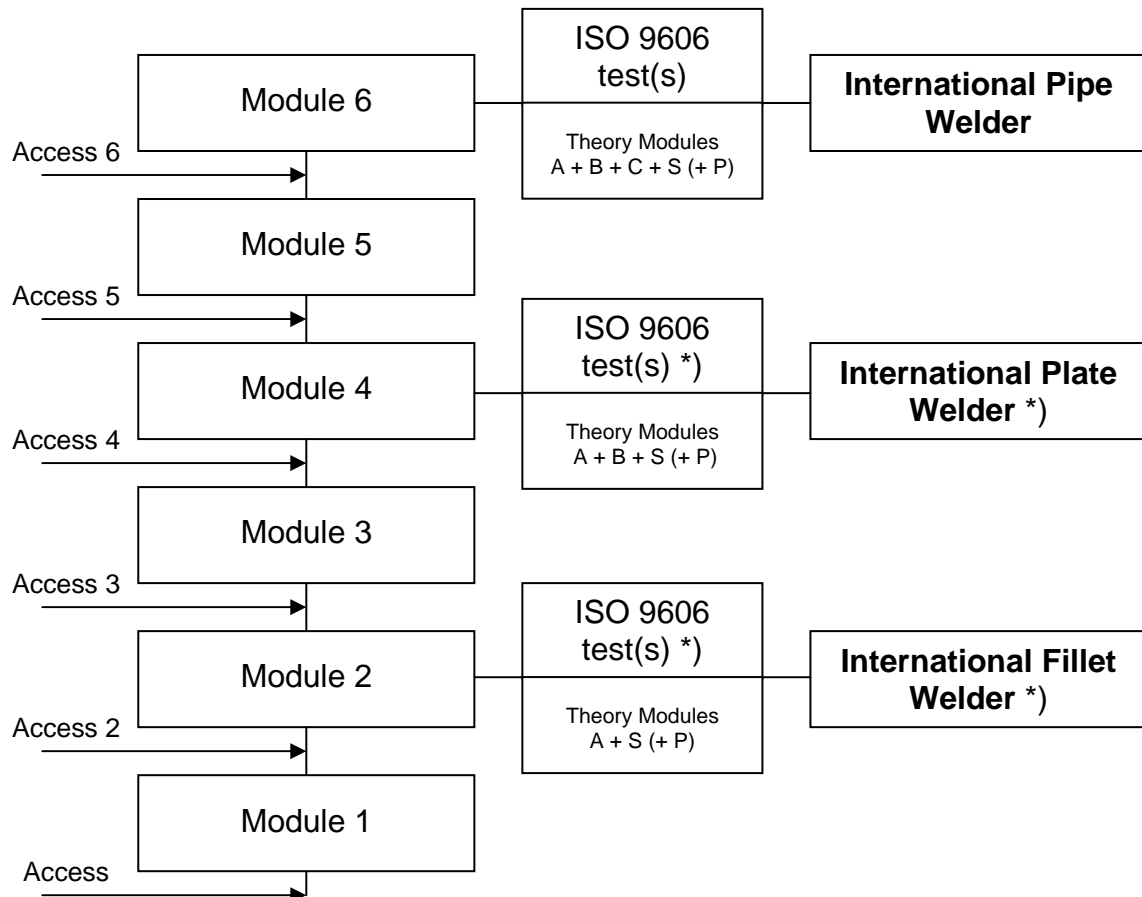 Module 6
ISO 9606
test(s)
Theory Modules
A + B + C + S (+ P)
International Pipe
Welder
Access 6
Module 5
Access 5
Module 4
ISO 9606
test(s) *)
Theory Modules
A + B + S (+ P)
International Plate
Welder *)
Access 4
Module 3
Access 3
Module 2
ISO 9606
test(s) *)
Theory Modules
A + S (+ P)
International Fillet
Welder *)
Access 2
Module 1
Access